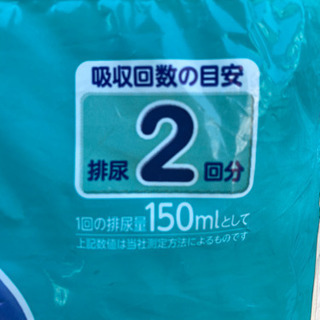 吸収回数の目安
排尿2回分
1回の排尿量150mlとして
上記数値は当社測定方法によるものです